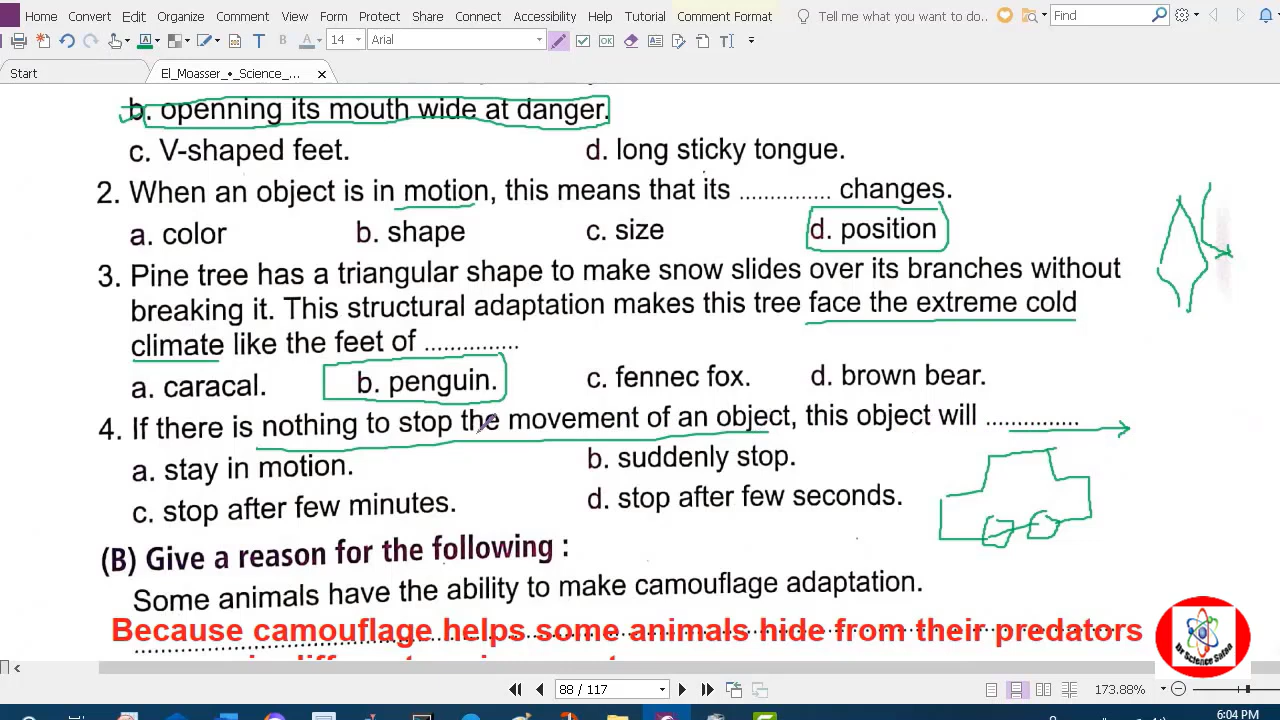 Home Convert Edit Organize Comment View Form Protect Share Connect Accessibility Help Tutorial Comment Format Tell me what you want to do... Find
14 Arial
Start El_Moasser_•_Science_... ×
b. openning its mouth wide at danger.
c. V-shaped feet. d. long sticky tongue.
2. When an object is in motion, this means that its ............... changes.
a. color b. shape c. size d. position
3. Pine tree has a triangular shape to make snow slides over its branches without
breaking it. This structural adaptation makes this tree face the extreme cold
climate like the feet of ...............
a. caracal. b. penguin. c. fennec fox. d. brown bear.
4. If there is nothing to stop the movement of an object, this object will ...............
a. stay in motion. b. suddenly stop.
c. stop after few minutes. d. stop after few seconds.
(B) Give a reason for the following :
Some animals have the ability to make camouflage adaptation.
Because camouflage helps some animals hide from their predators
Dr Science Safaa
88 / 117 173.88%
6:04 PM